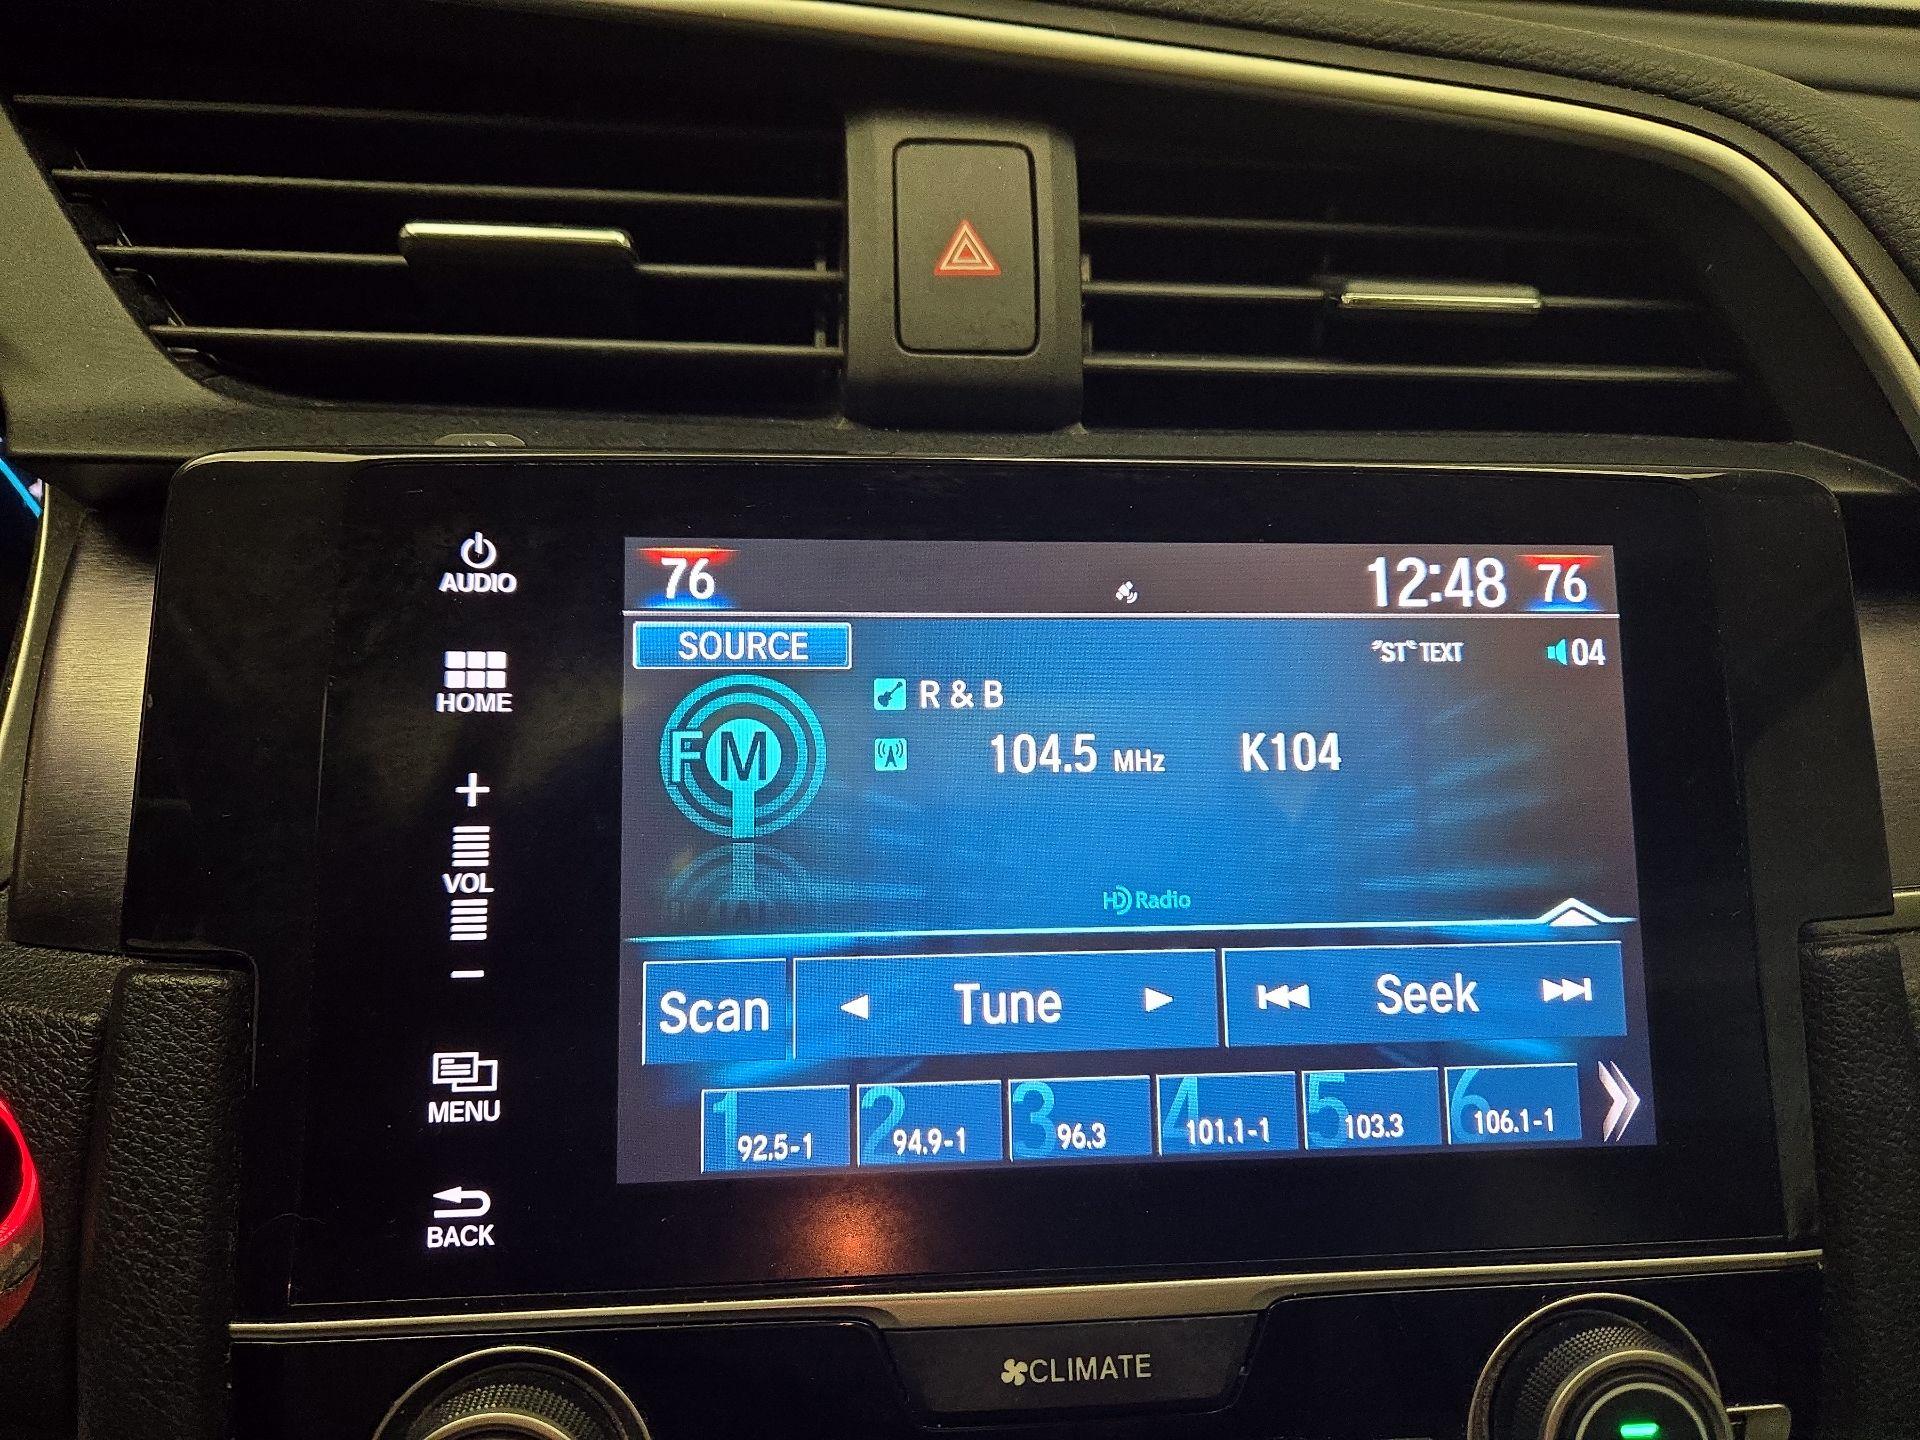 AUDIO
HOME
+
VOL
−
MENU
BACK
76
12:48 76
SOURCE
"ST" TEXT
04
FM
R & B
104.5 MHz K104
HD Radio
Scan
Tune
Seek
1 92.5-1
2 94.9-1
3 96.3
4 101.1-1
5 103.3
6 106.1-1
CLIMATE